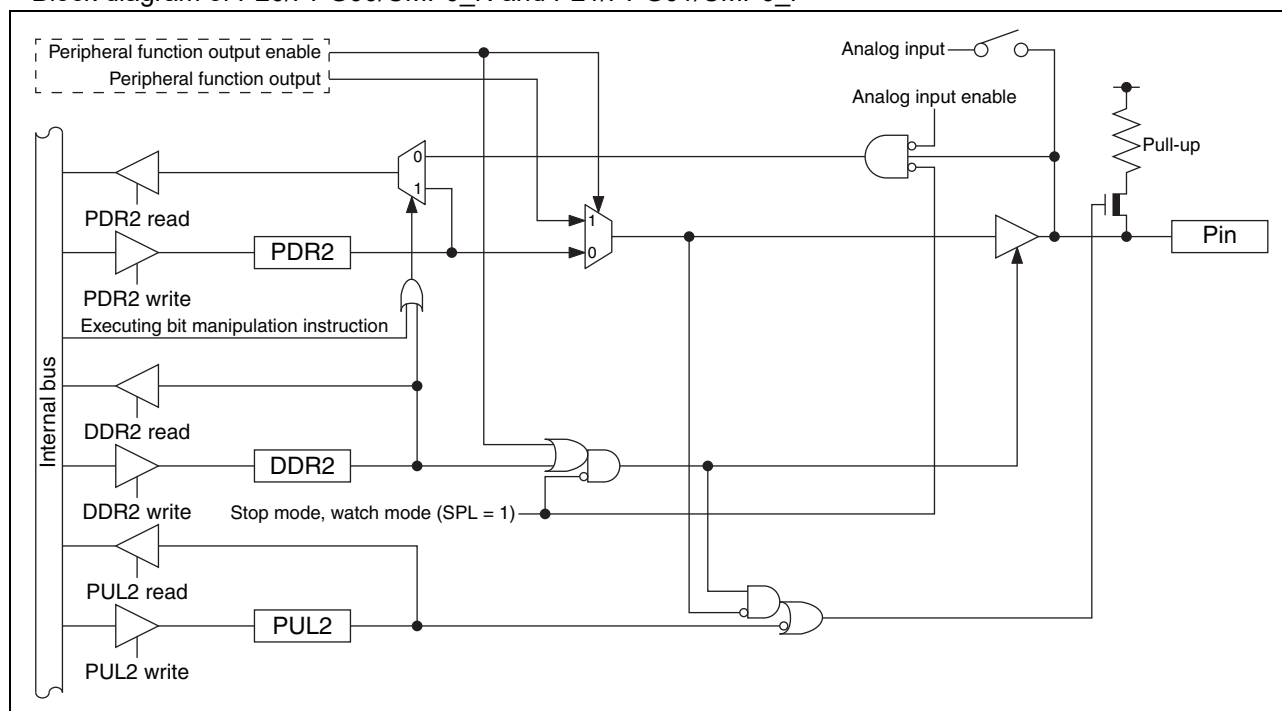 Peripheral function output enable
Peripheral function output
Analog input
Analog input enable
Pull-up
0
1
PDR2 read
1
0
PDR2
Pin
PDR2 write
Executing bit manipulation instruction
Internal bus
DDR2 read
DDR2
DDR2 write
Stop mode, watch mode (SPL = 1)
PUL2 read
PUL2
PUL2 write